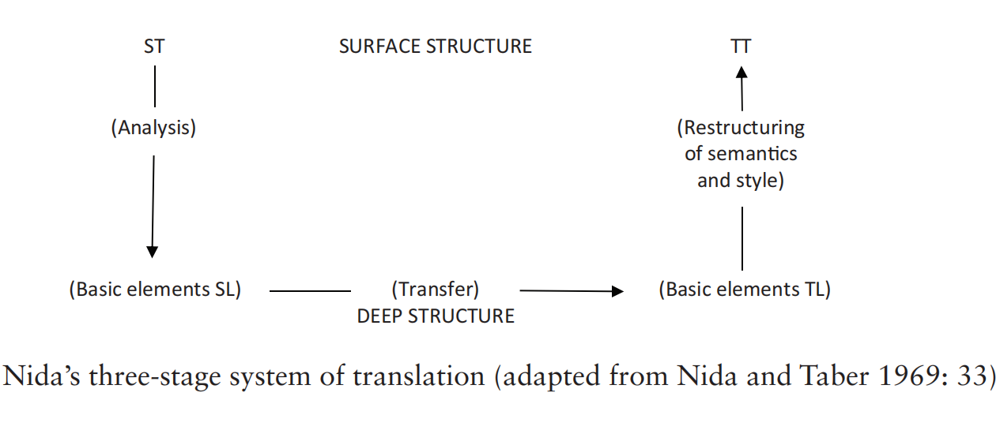 ST SURFACE STRUCTURE TT
(Analysis)
(Restructuring
of semantics
and style)
(Basic elements SL) (Transfer) (Basic elements TL)
DEEP STRUCTURE
Nida’s three-stage system of translation (adapted from Nida and Taber 1969: 33)